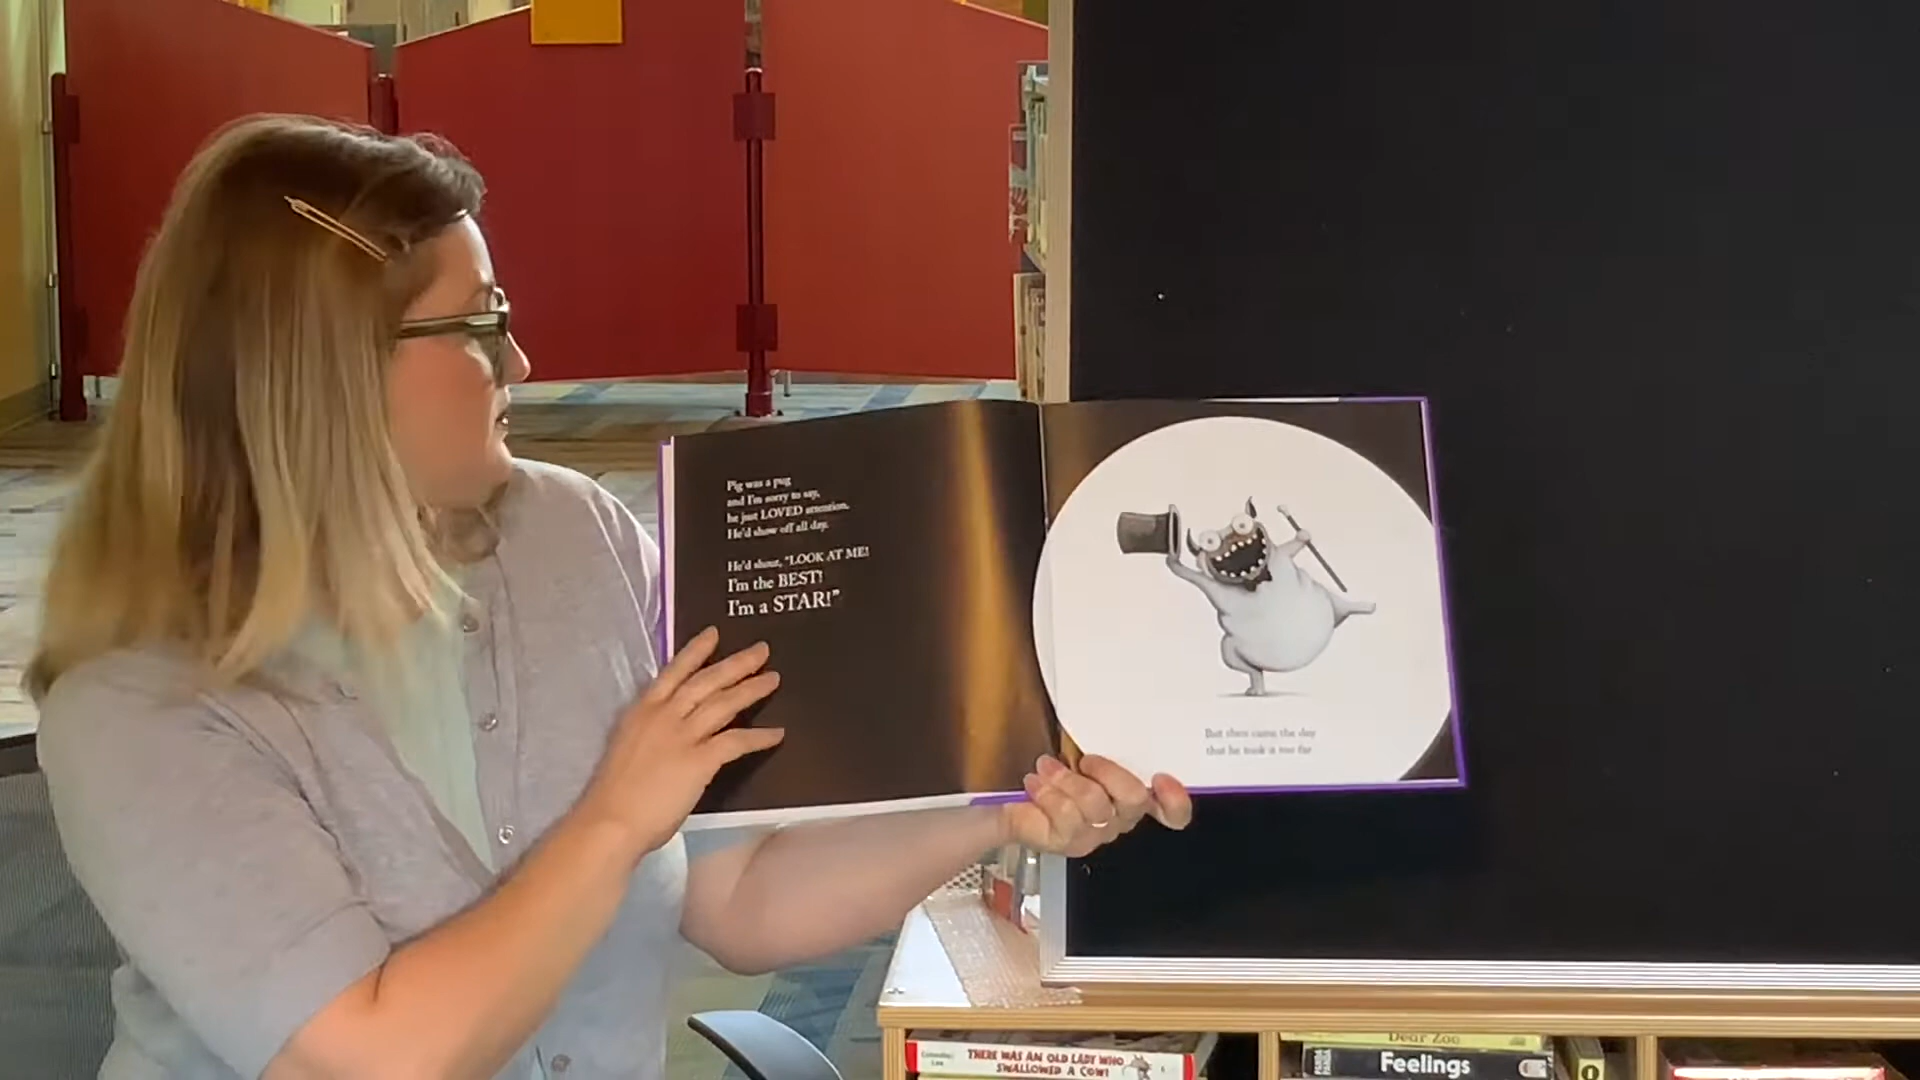 Pig was a pug
and I'm sorry to say,
he just LOVED attention.
He'd show off all day.
He'd shout, "LOOK AT ME!
I'm the BEST!
I'm a STAR!"
But then came the day
that he took it too far
THERE WAS AN OLD LADY WHO
SWALLOWED A COW!
Dear Zoo
Feelings